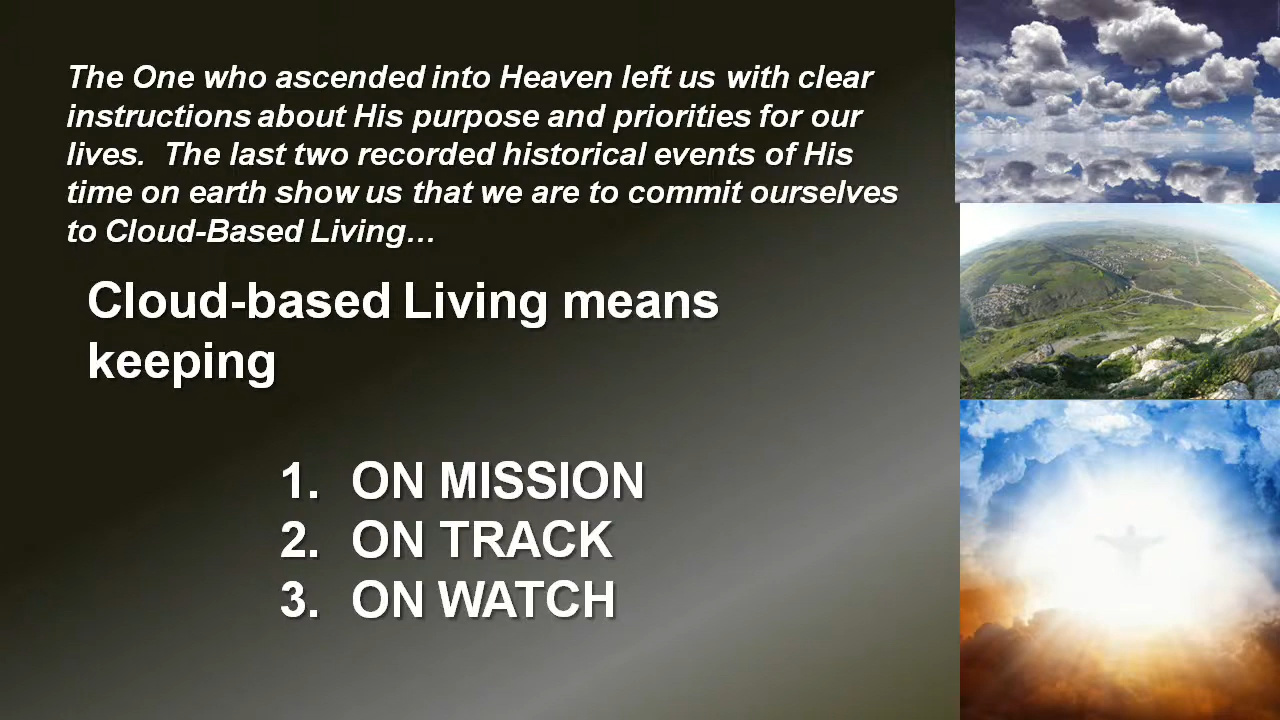 The One who ascended into Heaven left us with clear
instructions about His purpose and priorities for our
lives.  The last two recorded historical events of His
time on earth show us that we are to commit ourselves
to Cloud-Based Living…
Cloud-based Living means
keeping
1. ON MISSION
2. ON TRACK
3. ON WATCH